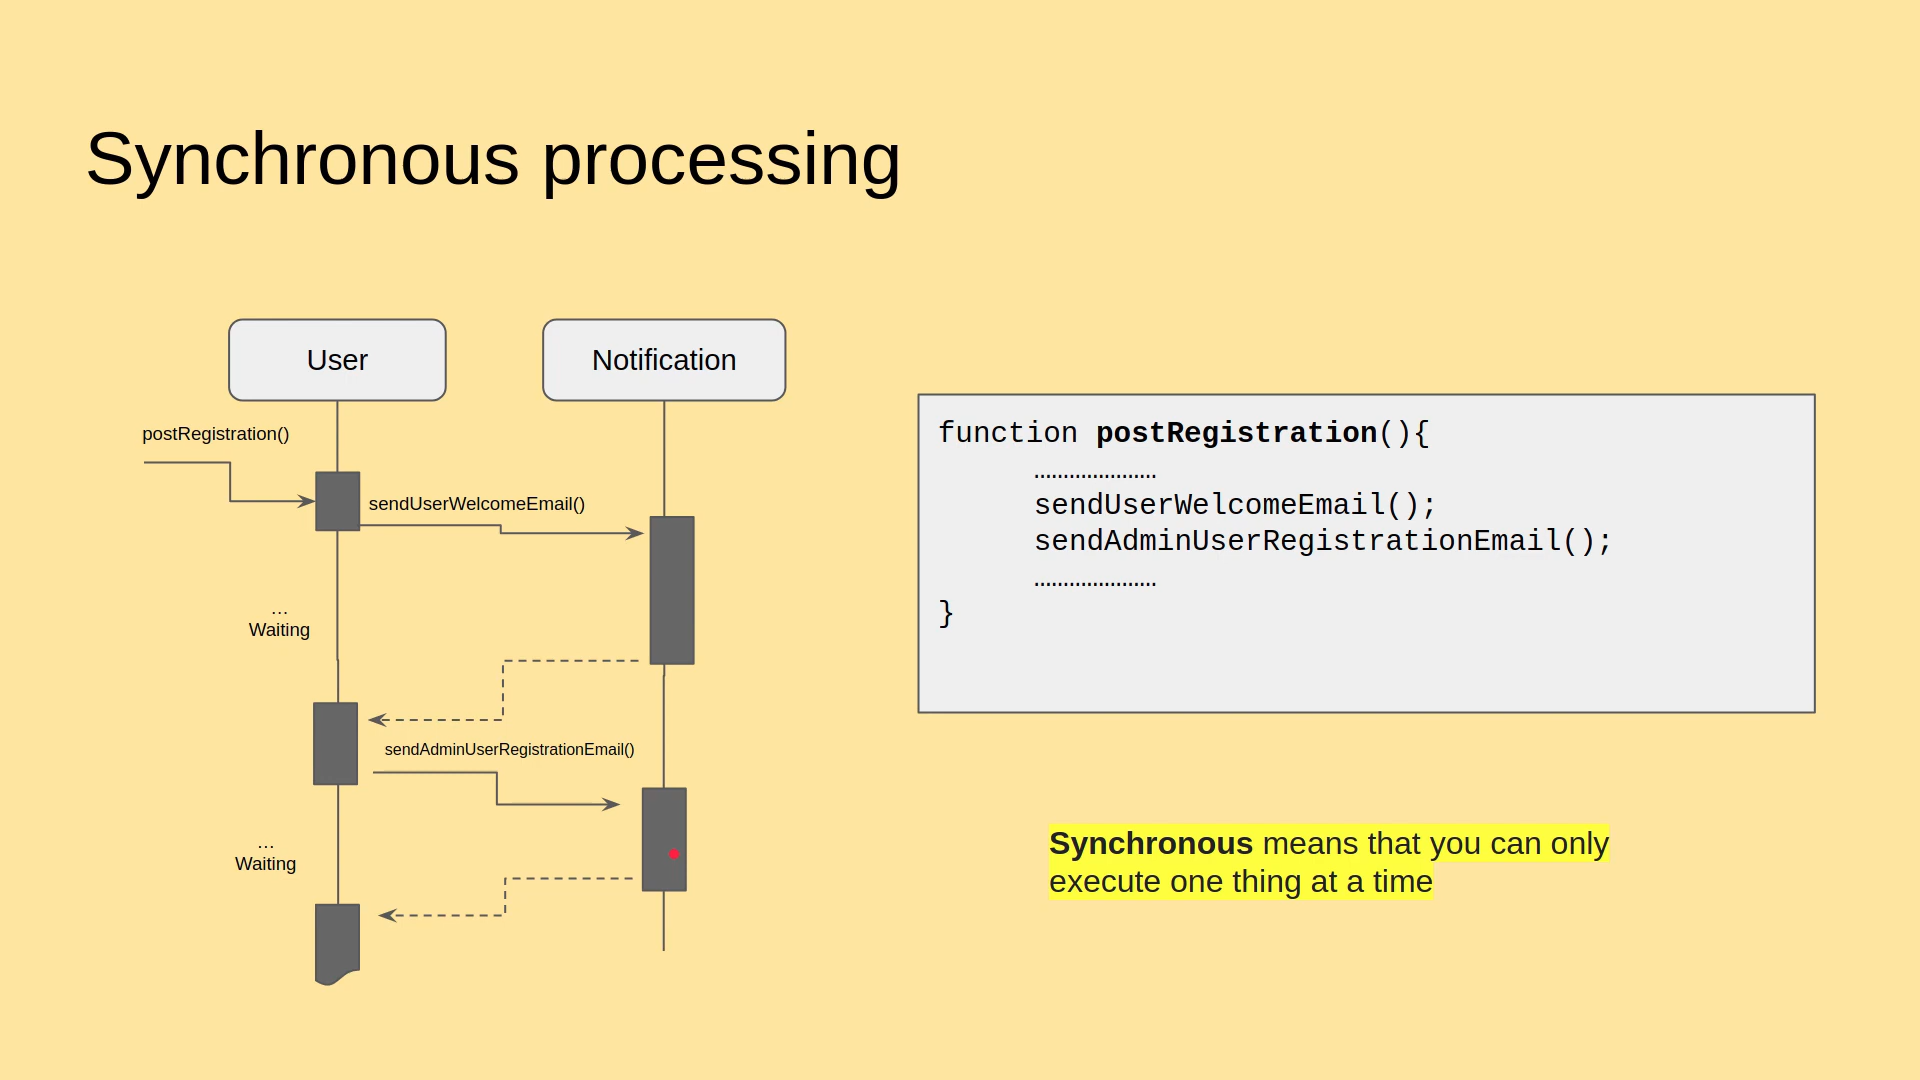 Synchronous processing
User
Notification
postRegistration()
sendUserWelcomeEmail()
...
Waiting
sendAdminUserRegistrationEmail()
...
Waiting
function postRegistration(){
…………………
sendUserWelcomeEmail();
sendAdminUserRegistrationEmail();
…………………
}
Synchronous means that you can only
execute one thing at a time